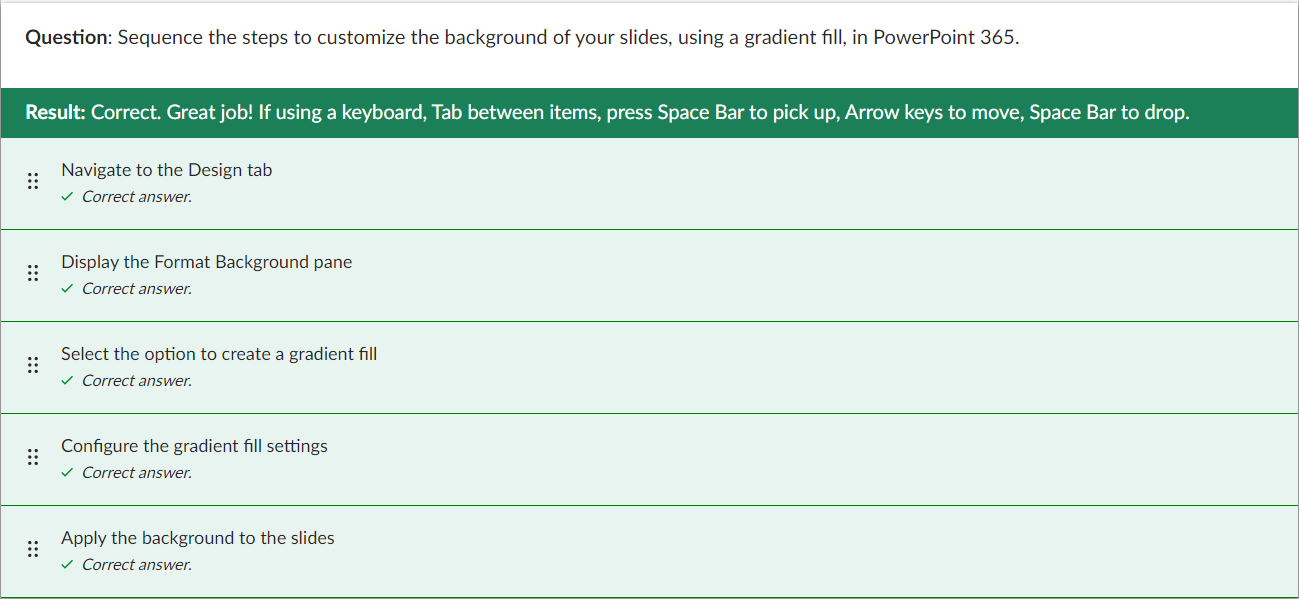 Question: Sequence the steps to customize the background of your slides, using a gradient fill, in PowerPoint 365.
Result: Correct. Great job! If using a keyboard, Tab between items, press Space Bar to pick up, Arrow keys to move, Space Bar to drop.
Navigate to the Design tab
Correct answer.
Display the Format Background pane
Correct answer.
Select the option to create a gradient fill
Correct answer.
Configure the gradient fill settings
Correct answer.
Apply the background to the slides
Correct answer.